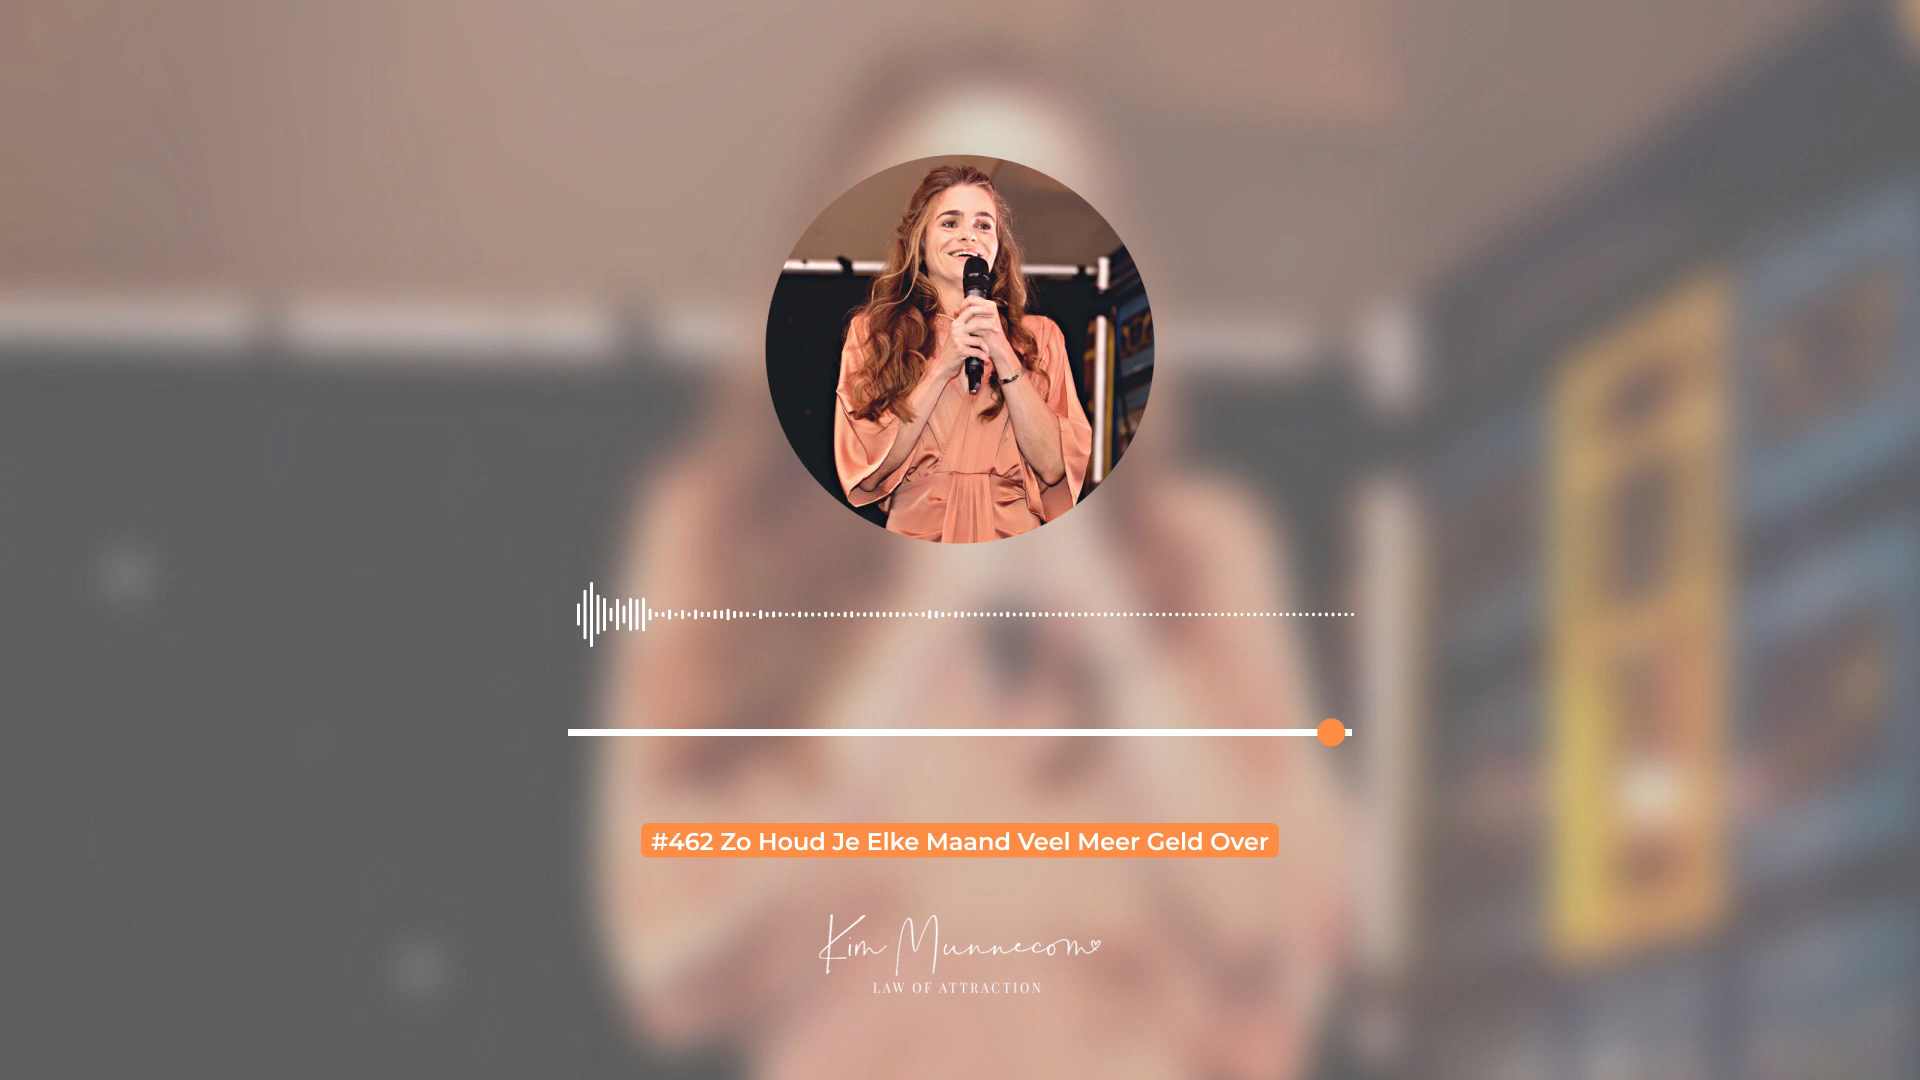 #462 Zo Houd Je Elke Maand Veel Meer Geld Over
Kim Munnecom
LAW OF ATTRACTION